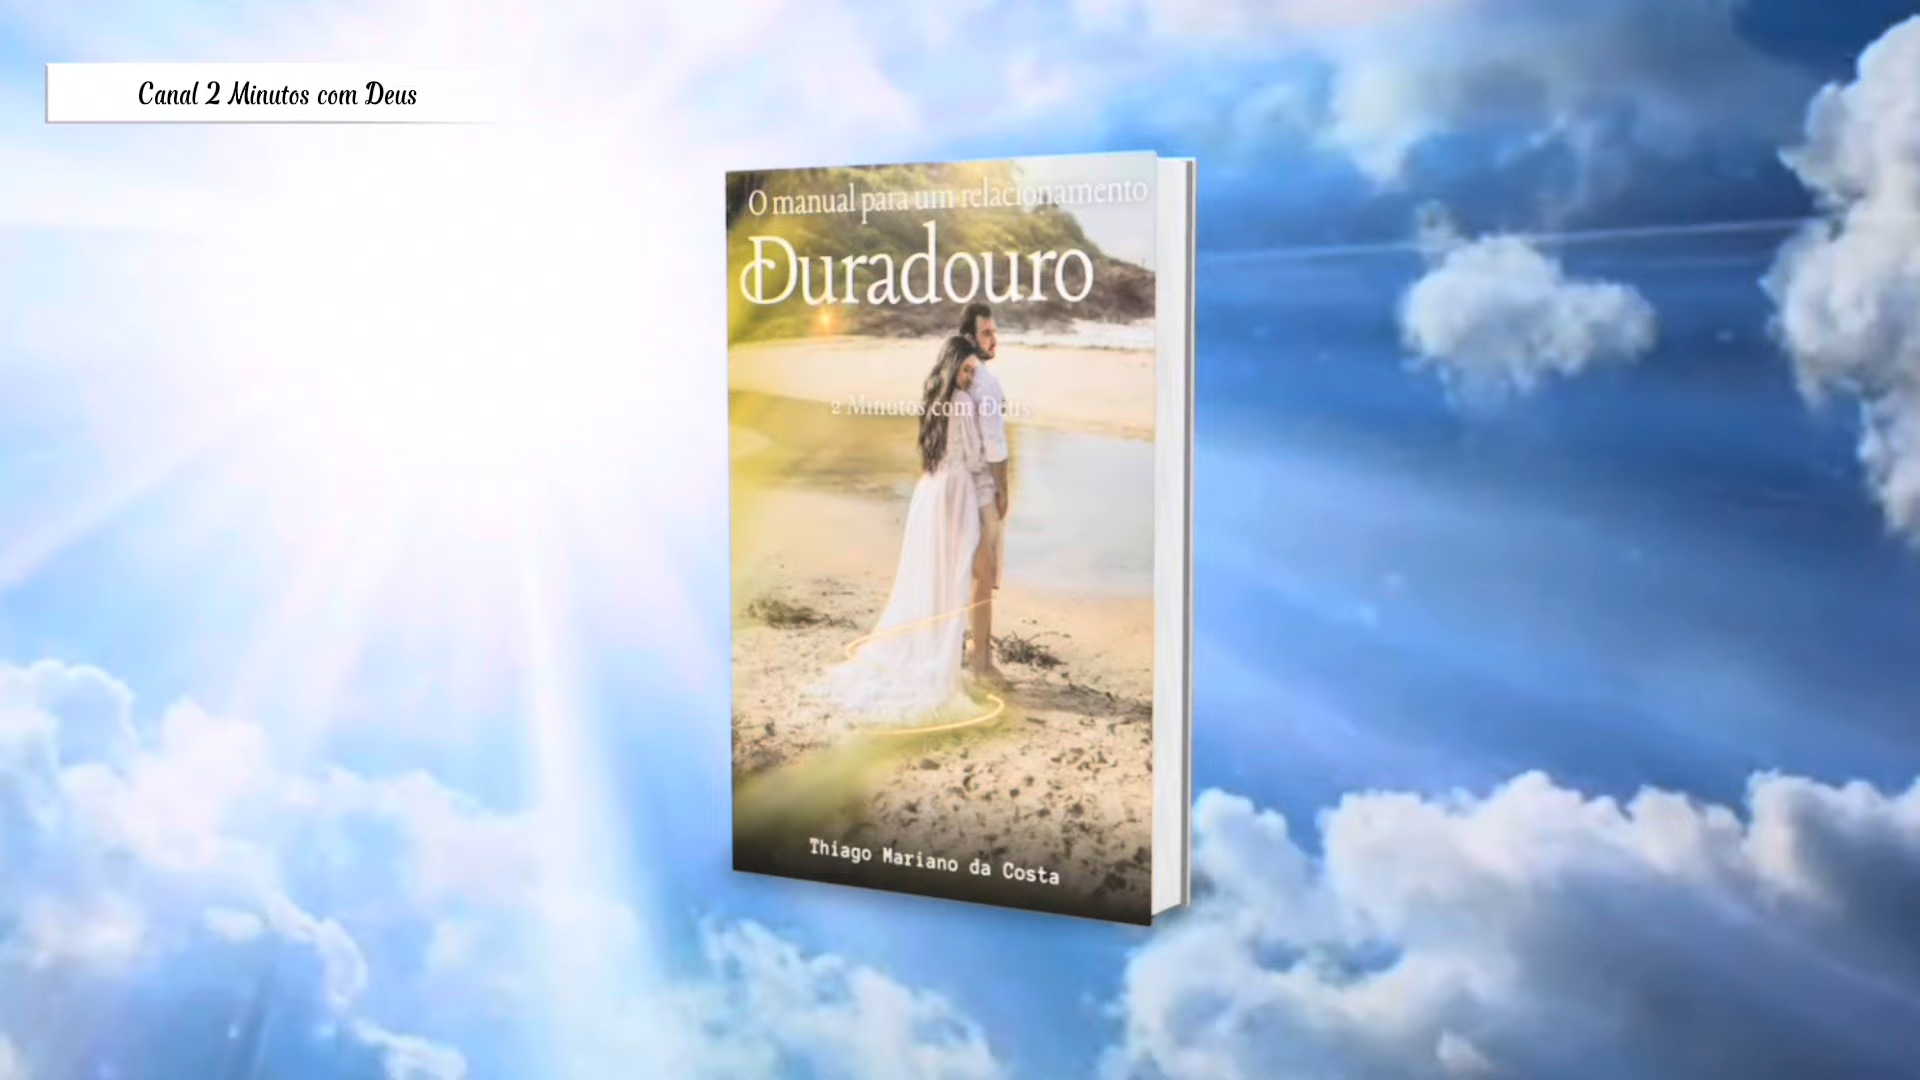 Canal 2 Minutos com Deus
O manual para um relacionamento
Duradouro
2 Minutos com Deus
Thiago Mariano da Costa